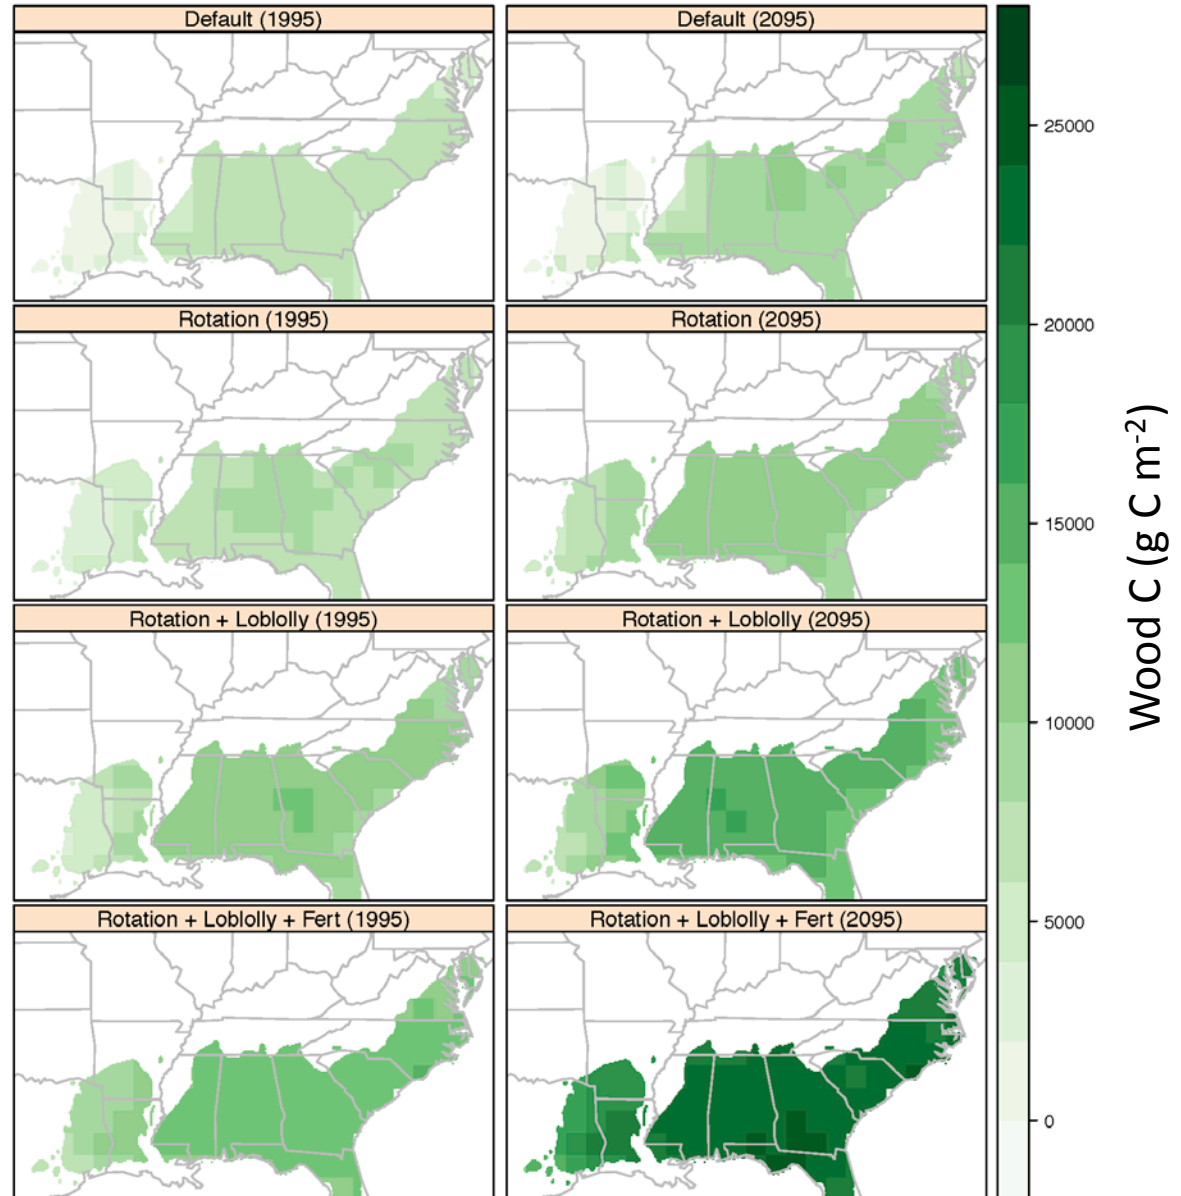 Default (1995)
Default (2095)
Rotation (1995)
Rotation (2095)
Rotation + Loblolly (1995)
Rotation + Loblolly (2095)
Rotation + Loblolly + Fert (1995)
Rotation + Loblolly + Fert (2095)
25000
20000
15000
10000
5000
0
Wood C (g C m⁻²)